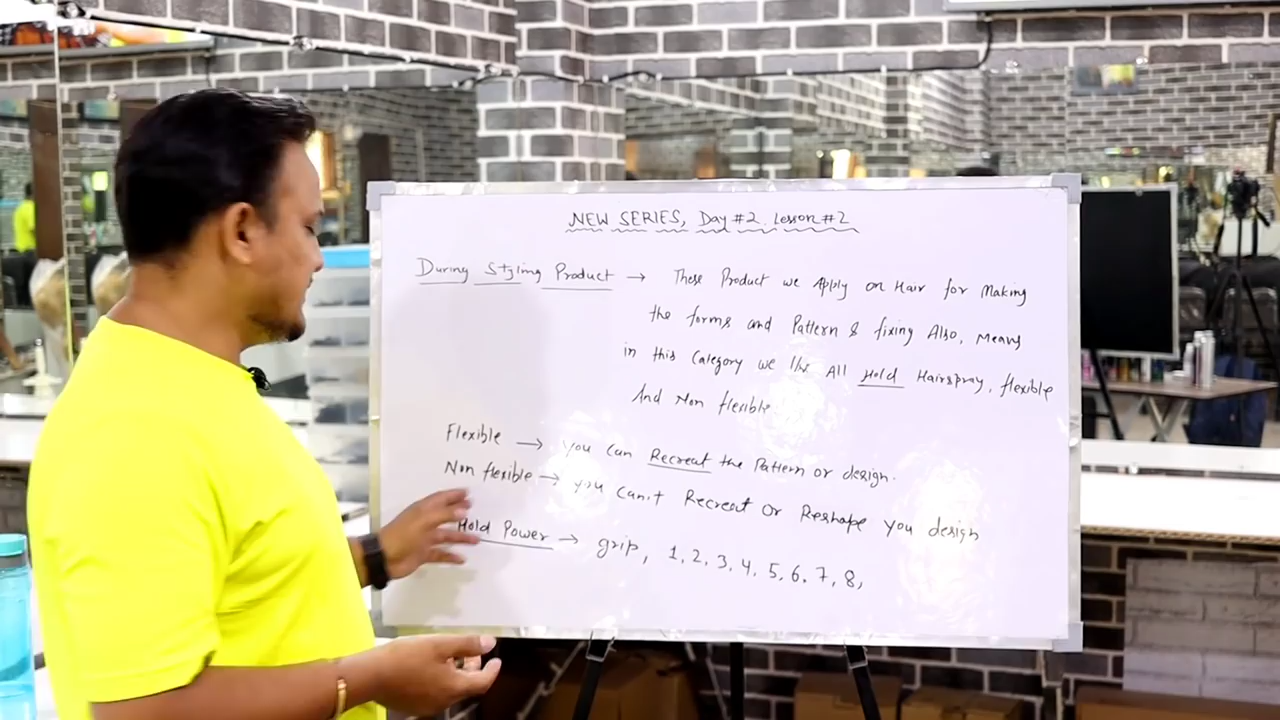 NEW SERIES, Day #2, Lesson #2
During Styling Product → These Product we Apply on Hair for Making
the forms and Pattern & fixing Also, Means
in this Category we Use All Hold Hairspray, flexible
And Non flexible.
Flexible → you can Recreat the Pattern or design.
Non flexible → you Can't Recreat Or Reshape you design
Hold Power → grip, 1, 2, 3, 4, 5, 6, 7, 8,